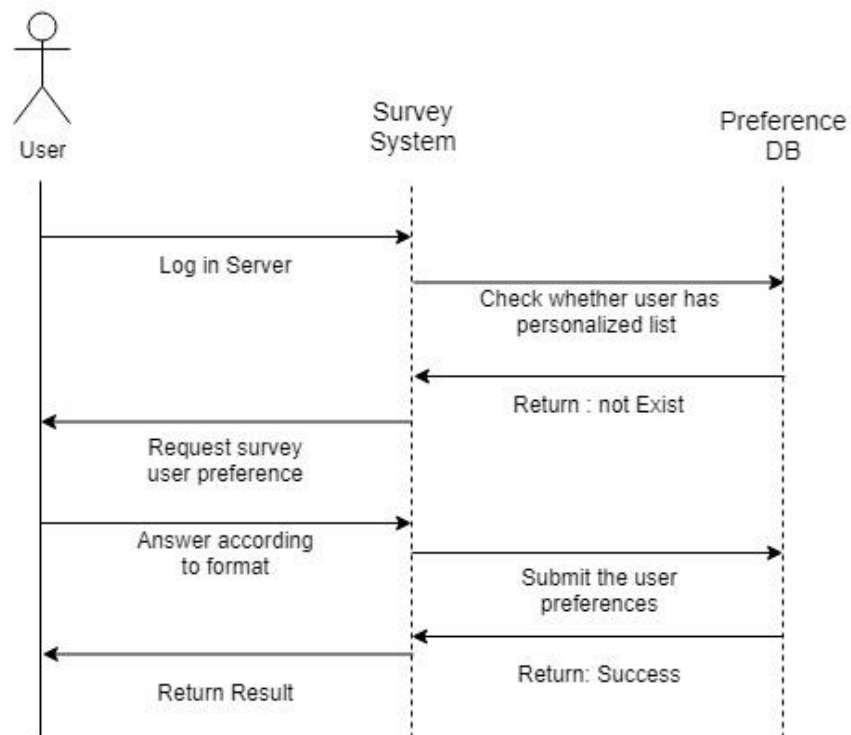 User
Survey
System
Preference
DB
Log in Server
Check whether user has
personalized list
Return : not Exist
Request survey
user preference
Answer according
to format
Submit the user
preferences
Return: Success
Return Result